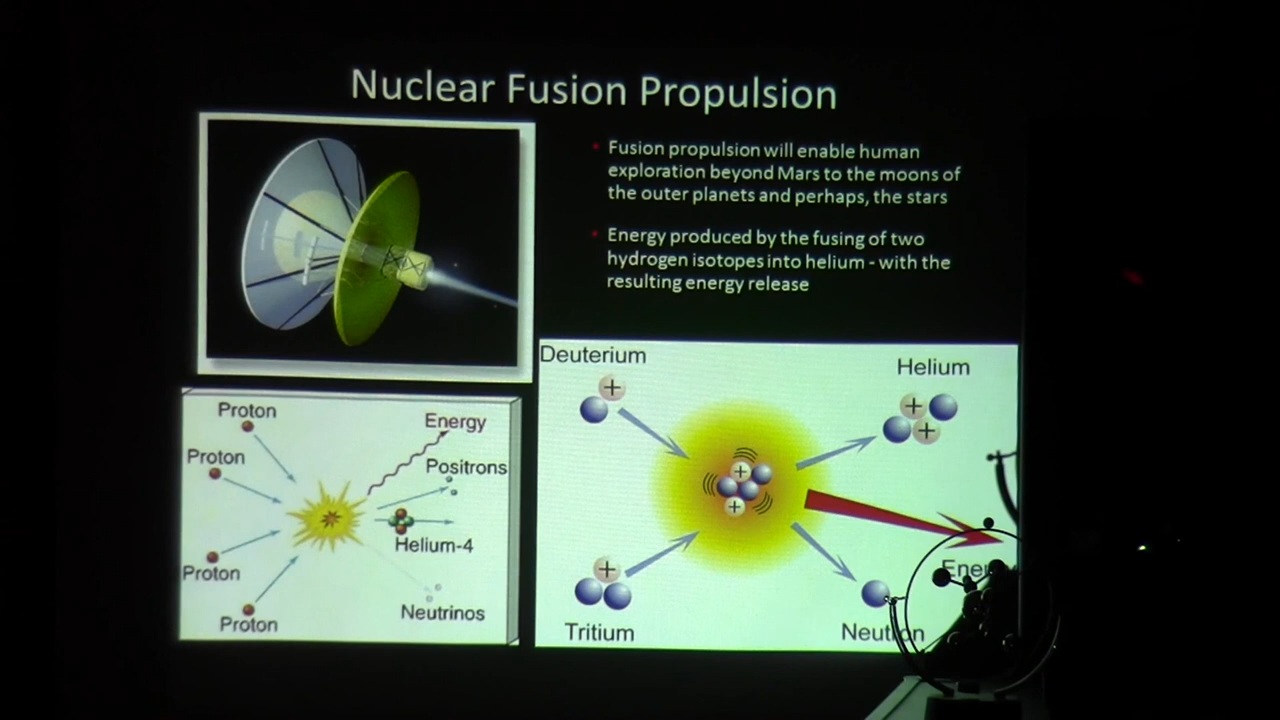 Nuclear Fusion Propulsion
Fusion propulsion will enable human
exploration beyond Mars to the moons of
the outer planets and perhaps, the stars
Energy produced by the fusing of two
hydrogen isotopes into helium - with the
resulting energy release
Proton
Energy
Proton
Positrons
Helium-4
Proton
Neutrinos
Proton
Deuterium
Helium
+
+
+
+
+
+
Energy
Tritium
Neutron